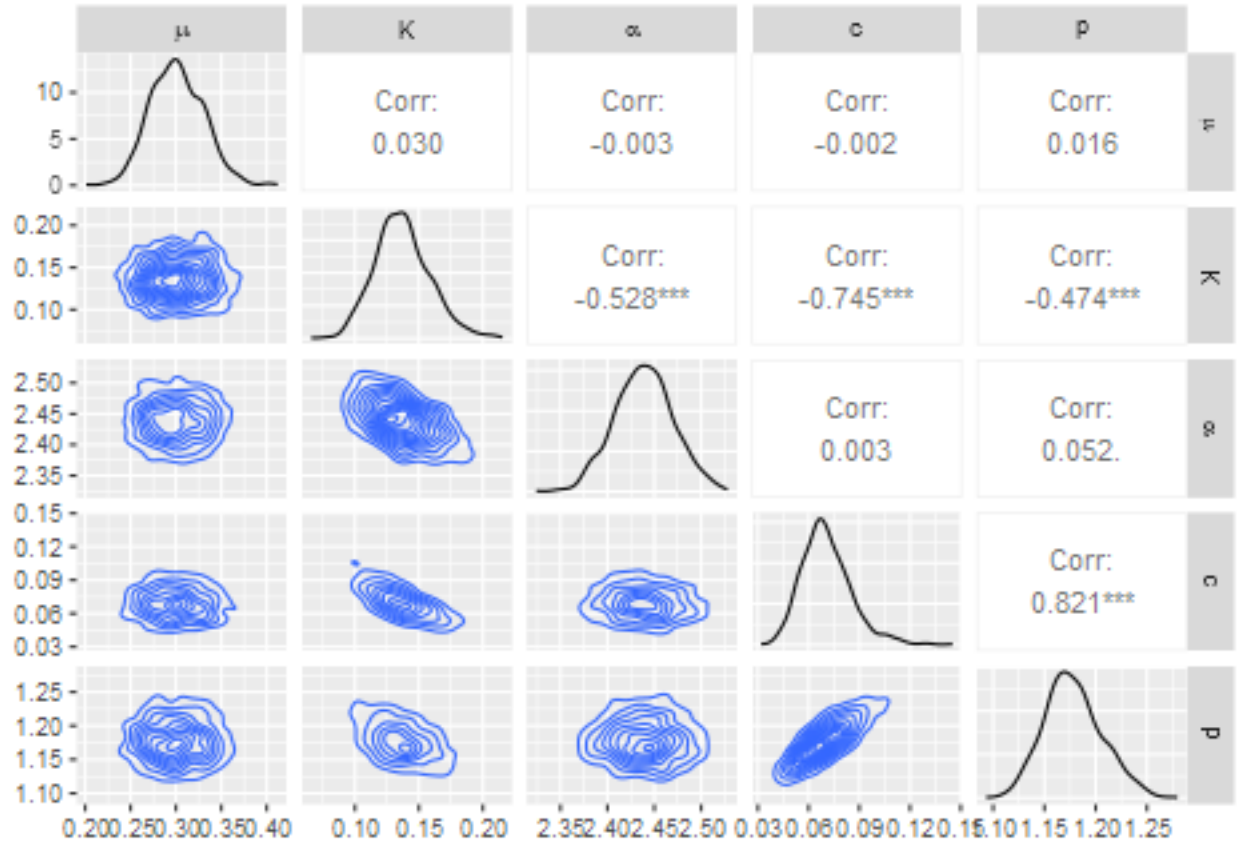 μ K α c p
10
5
0
Corr:
0.030
Corr:
-0.003
Corr:
-0.002
Corr:
0.016
μ
0.20
0.15
0.10
Corr:
-0.528***
Corr:
-0.745***
Corr:
-0.474***
K
2.50
2.45
2.40
2.35
Corr:
0.003
Corr:
0.052.
α
0.15
0.12
0.09
0.06
0.03
Corr:
0.821***
c
1.25
1.20
1.15
1.10
p
0.20 0.25 0.30 0.35 0.40 0.10 0.15 0.20 2.35 2.40 2.45 2.50 0.03 0.06 0.09 0.12 0.15 1.10 1.15 1.20 1.25